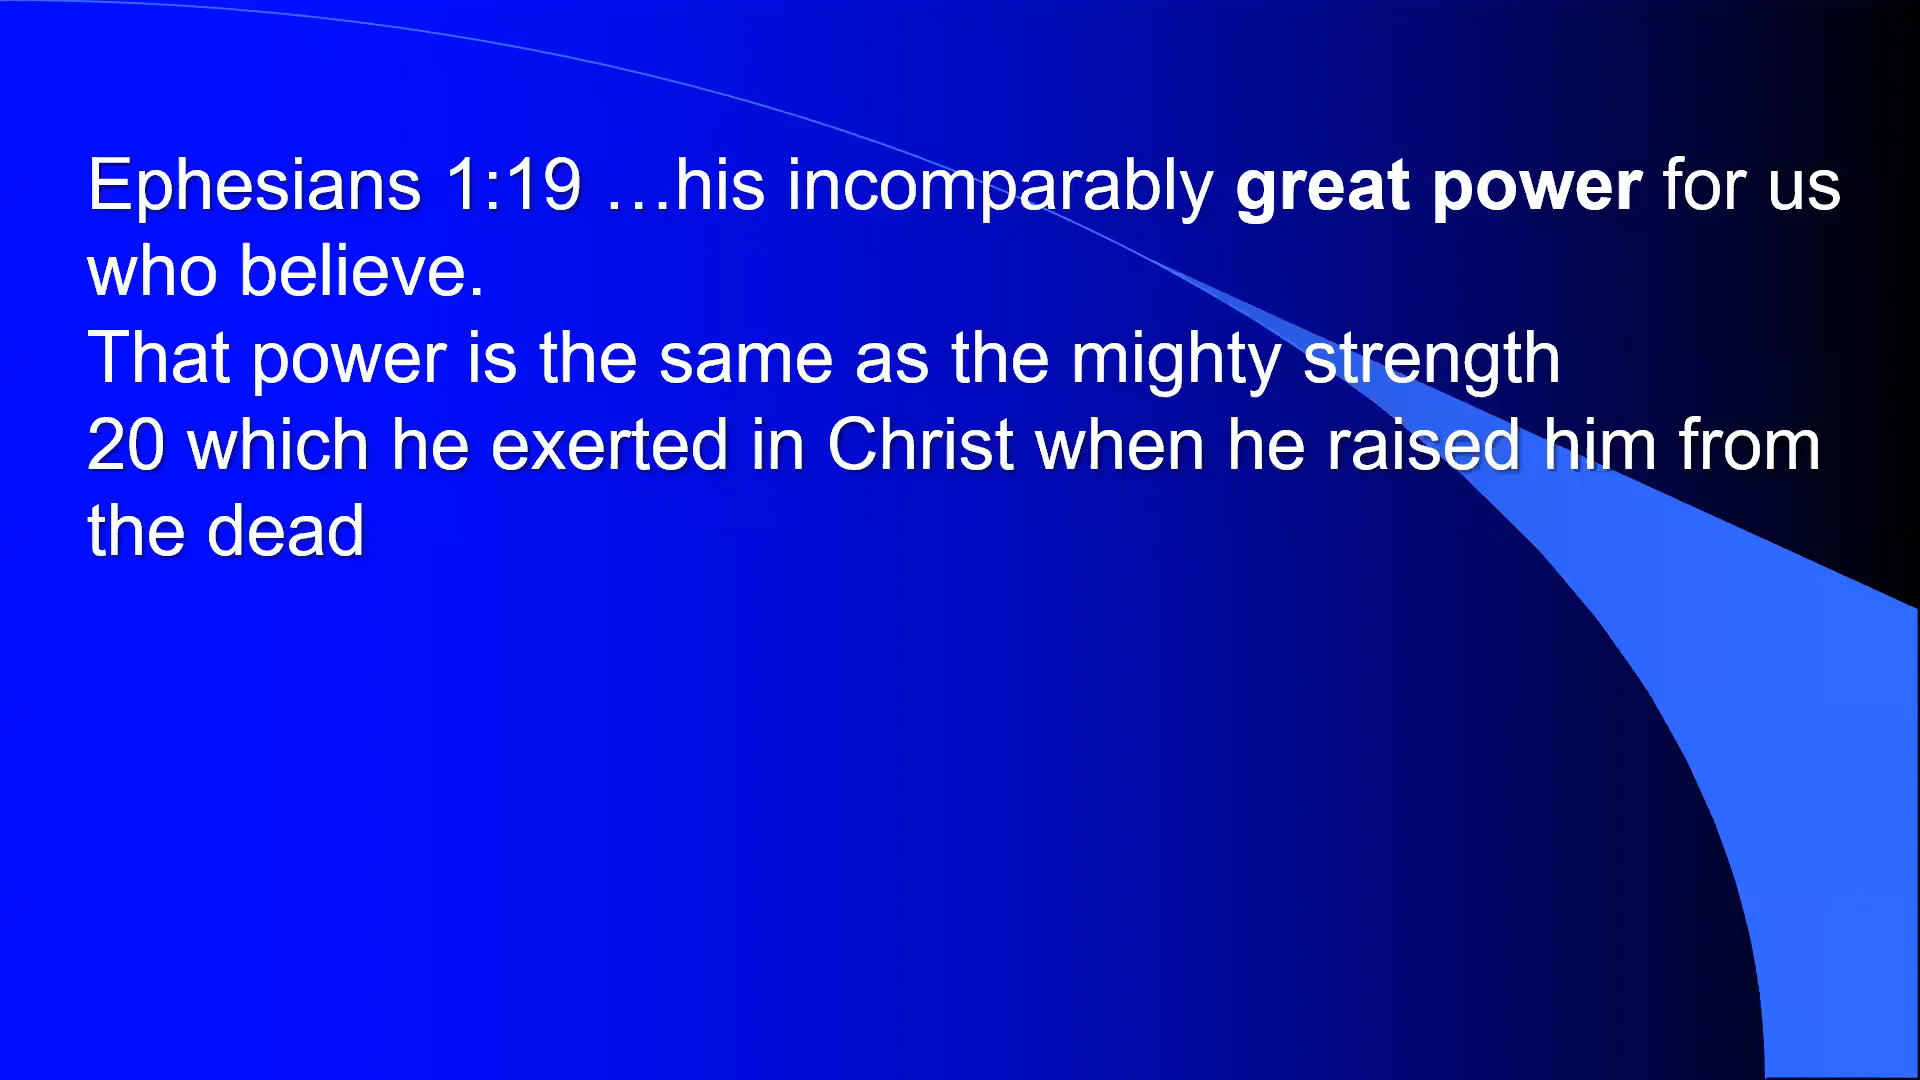 Ephesians 1:19 …his incomparably great power for us
who believe.
That power is the same as the mighty strength
20 which he exerted in Christ when he raised him from
the dead